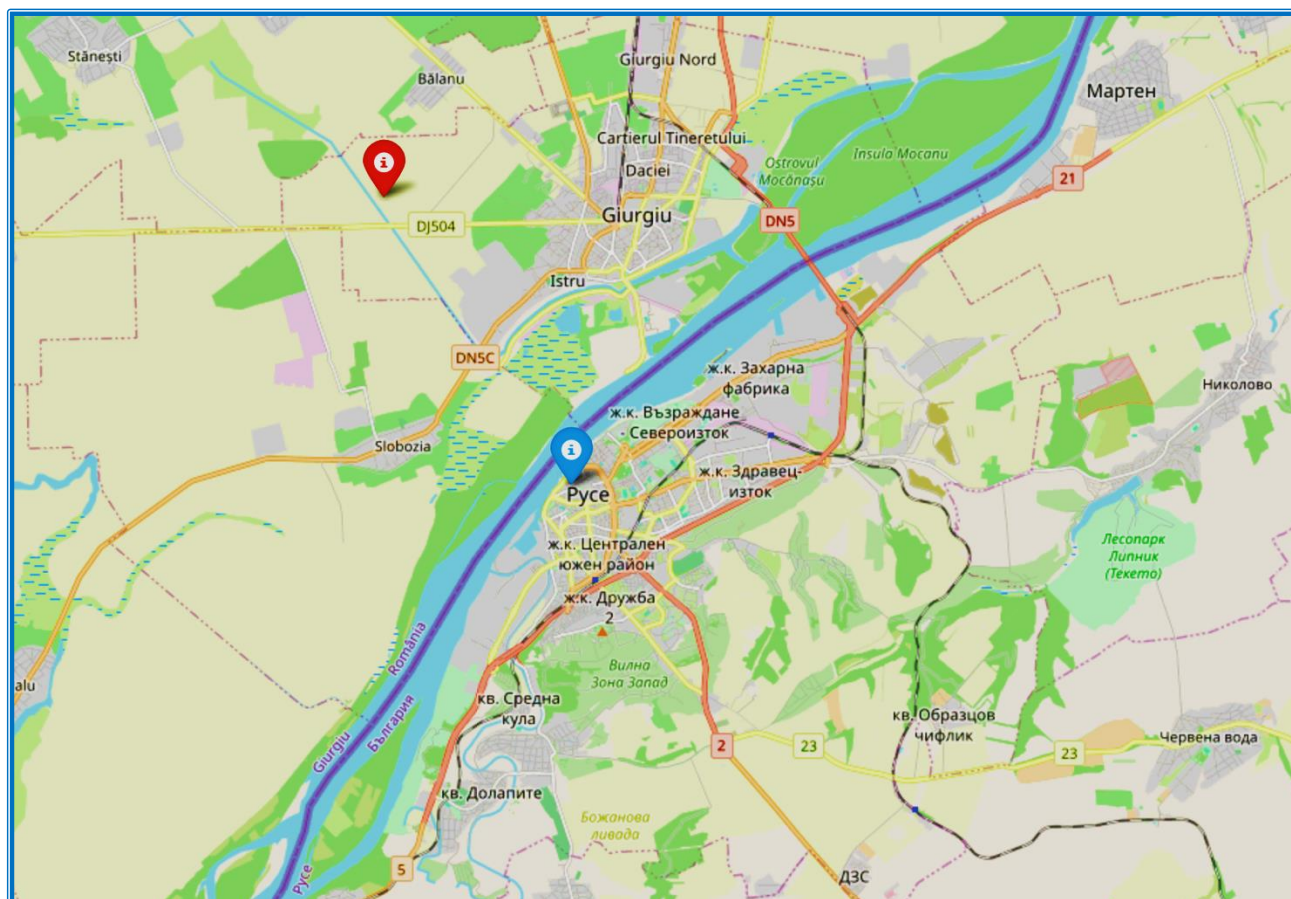 Stănești
Bălanu
Giurgiu Nord
Мартен
Cartierul Tineretului
Daciei
Ostrovul
Mocănașu
Insula Mocanu
21
Giurgiu
DJ504
DN5
Istru
DN5C
ж.к. Захарна
фабрика
Николово
ж.к. Възраждане
- Североизток
Slobozia
ж.к. Здравец-
изток
Русе
Лесопарк
Липник
(Текето)
ж.к. Централен
южен район
ж.к. Дружба
2
România
България
Giurgiu
Русе
Вилна
Зона Запад
alu
кв. Средна
кула
кв. Образцов
чифлик
2
23
23
Червена вода
кв. Долапите
Божанова
ливада
5
ДЗС